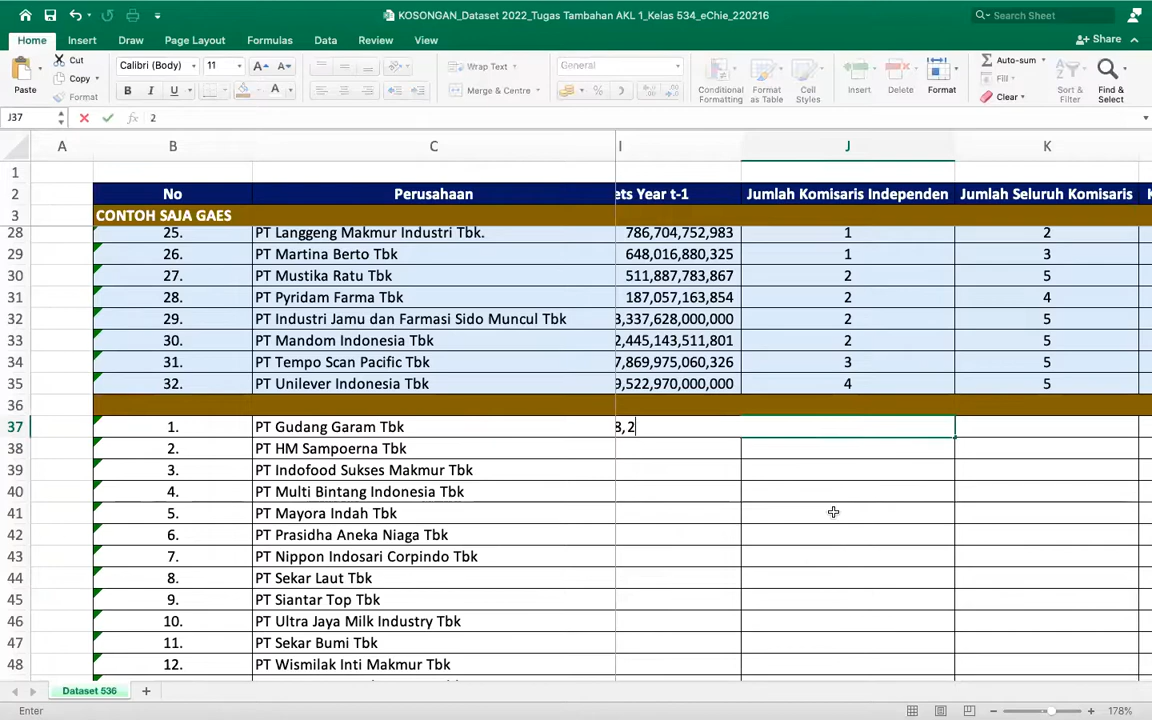 KOSONGAN_Dataset 2022_Tugas Tambahan AKL 1_Kelas 534_eChie_220216
Search Sheet
Home Insert Draw Page Layout Formulas Data Review View
Share
Paste
Cut
Copy
Format
Calibri (Body) 11 A A
B I U A
Wrap Text
Merge & Centre
General
%
Conditional Formatting
Format as Table
Cell Styles
Insert
Delete
Format
Auto-sum
Fill
Clear
Sort & Filter
Find & Select
J37 fx 2
A B C I J K
1
2 No Perusahaan ets Year t-1 Jumlah Komisaris Independen Jumlah Seluruh Komisaris K
3 CONTOH SAJA GAES
28 25. PT Langgeng Makmur Industri Tbk. 786,704,752,983 1 2
29 26. PT Martina Berto Tbk 648,016,880,325 1 3
30 27. PT Mustika Ratu Tbk 511,887,783,867 2 5
31 28. PT Pyridam Farma Tbk 187,057,163,854 2 4
32 29. PT Industri Jamu dan Farmasi Sido Muncul Tbk 3,337,628,000,000 2 5
33 30. PT Mandom Indonesia Tbk 2,445,143,511,801 2 5
34 31. PT Tempo Scan Pacific Tbk 7,869,975,060,326 3 5
35 32. PT Unilever Indonesia Tbk 9,522,970,000,000 4 5
36
37 1. PT Gudang Garam Tbk 8,2
38 2. PT HM Sampoerna Tbk
39 3. PT Indofood Sukses Makmur Tbk
40 4. PT Multi Bintang Indonesia Tbk
41 5. PT Mayora Indah Tbk
42 6. PT Prasidha Aneka Niaga Tbk
43 7. PT Nippon Indosari Corpindo Tbk
44 8. PT Sekar Laut Tbk
45 9. PT Siantar Top Tbk
46 10. PT Ultra Jaya Milk Industry Tbk
47 11. PT Sekar Bumi Tbk
48 12. PT Wismilak Inti Makmur Tbk
Dataset 536
Enter
178%